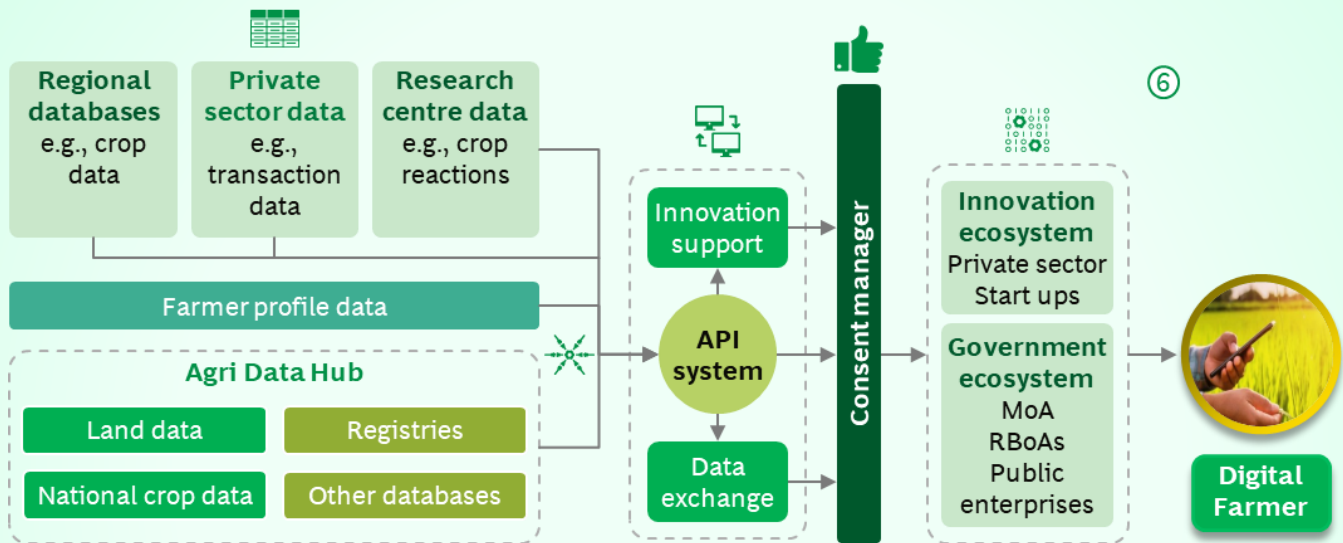 Regional
databases
e.g., crop
data
Private
sector data
e.g.,
transaction
data
Research
centre data
e.g., crop
reactions
Farmer profile data
Agri Data Hub
Land data
Registries
National crop data
Other databases
Innovation
support
API
system
Data
exchange
Consent manager
6
Innovation
ecosystem
Private sector
Start ups
Government
ecosystem
MoA
RBoAs
Public
enterprises
Digital
Farmer